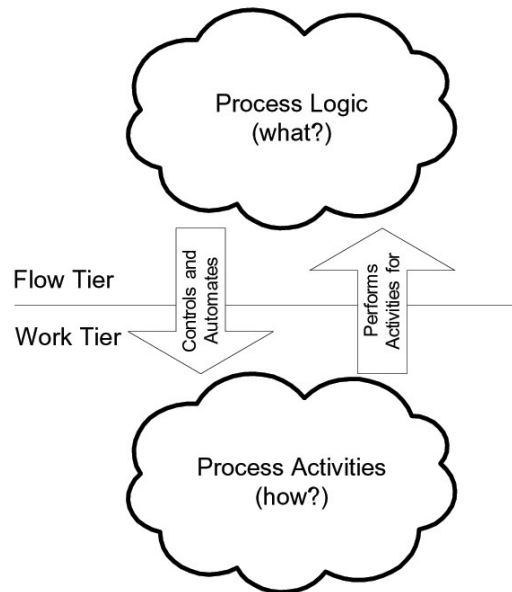 Process Logic
(what?)
Controls and
Automates
Performs
Activities for
Flow Tier
Work Tier
Process Activities
(how?)